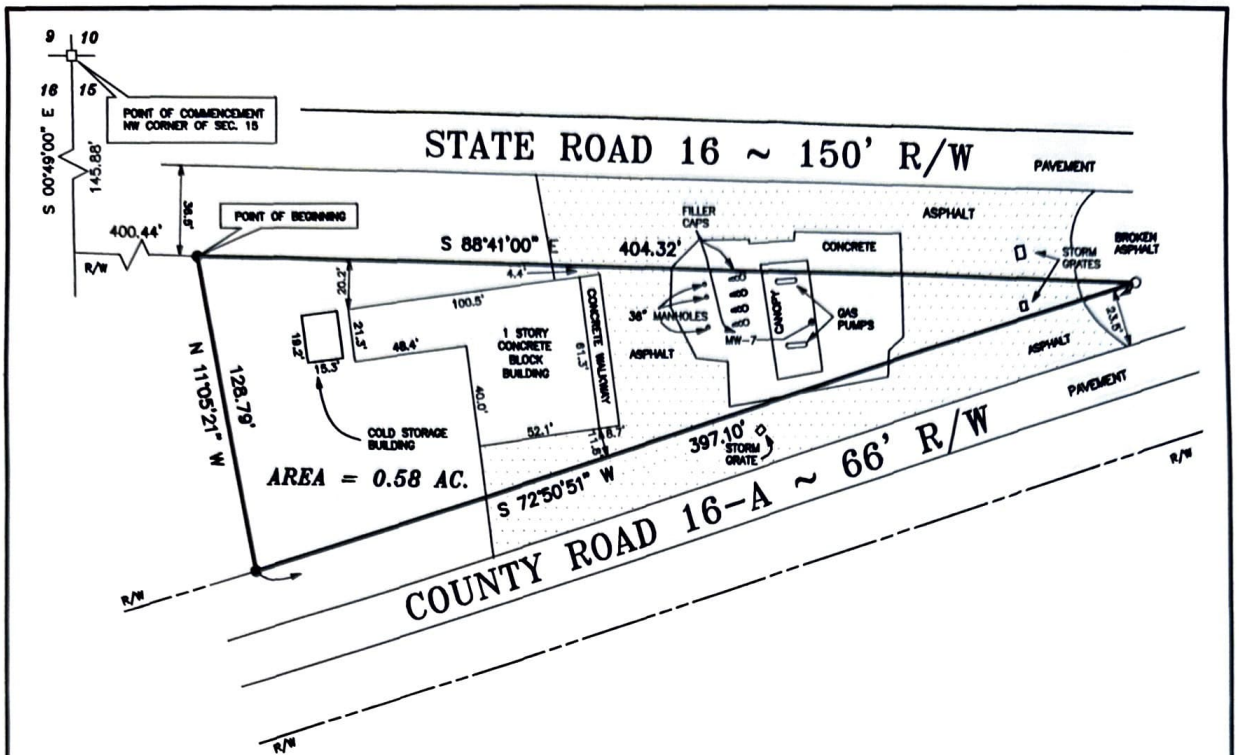 9 10
16 15
POINT OF COMMENCEMENT
NW CORNER OF SEC. 15
S 00°49'00" E
145.88'
STATE ROAD 16 ~ 150' R/W
PAVEMENT
36.5'
POINT OF BEGINNING
400.44'
R/W
S 88°41'00" E
404.32'
FILLER
CAPS
ASPHALT
CONCRETE
BROKEN
ASPHALT
STORM
GRATES
20.2'
4.4'
100.5'
36" MANHOLES
CANOPY
GAS
PUMPS
MW-7
23.5'
19.2'
15.3'
21.3'
48.4'
1 STORY
CONCRETE
BLOCK
BUILDING
CONCRETE WALKWAY
61.3'
ASPHALT
ASPHALT
PAVEMENT
N 11°05'21" W
128.79'
40.0'
COLD STORAGE
BUILDING
52.1'
8.7'
11.5'
397.10'
STORM
GRATE
AREA = 0.58 AC.
S 72°50'51" W
R/W
COUNTY ROAD 16-A ~ 66' R/W
R/W
R/W